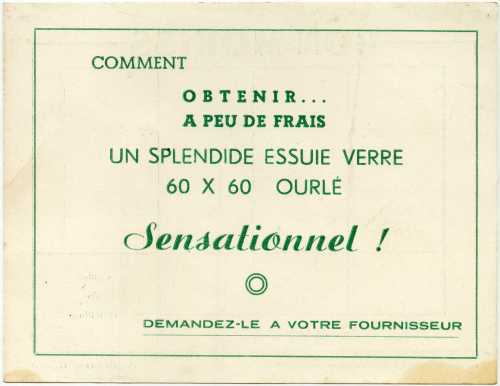 COMMENT
OBTENIR...
A PEU DE FRAIS
UN SPLENDIDE ESSUIE VERRE
60 X 60 OURLÉ
Sensationnel !
DEMANDEZ-LE A VOTRE FOURNISSEUR